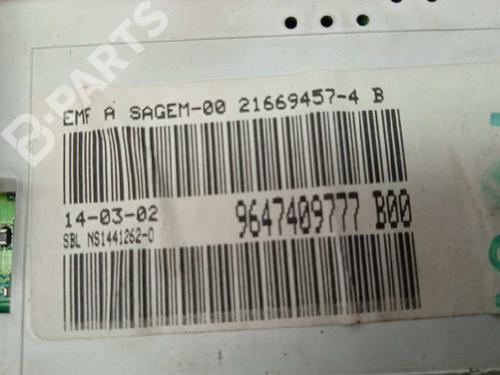 B-PARTS
EMF A SAGEM-00 21669457-4 B
14-03-02
9647409777 B00
SBL NS1441262-0